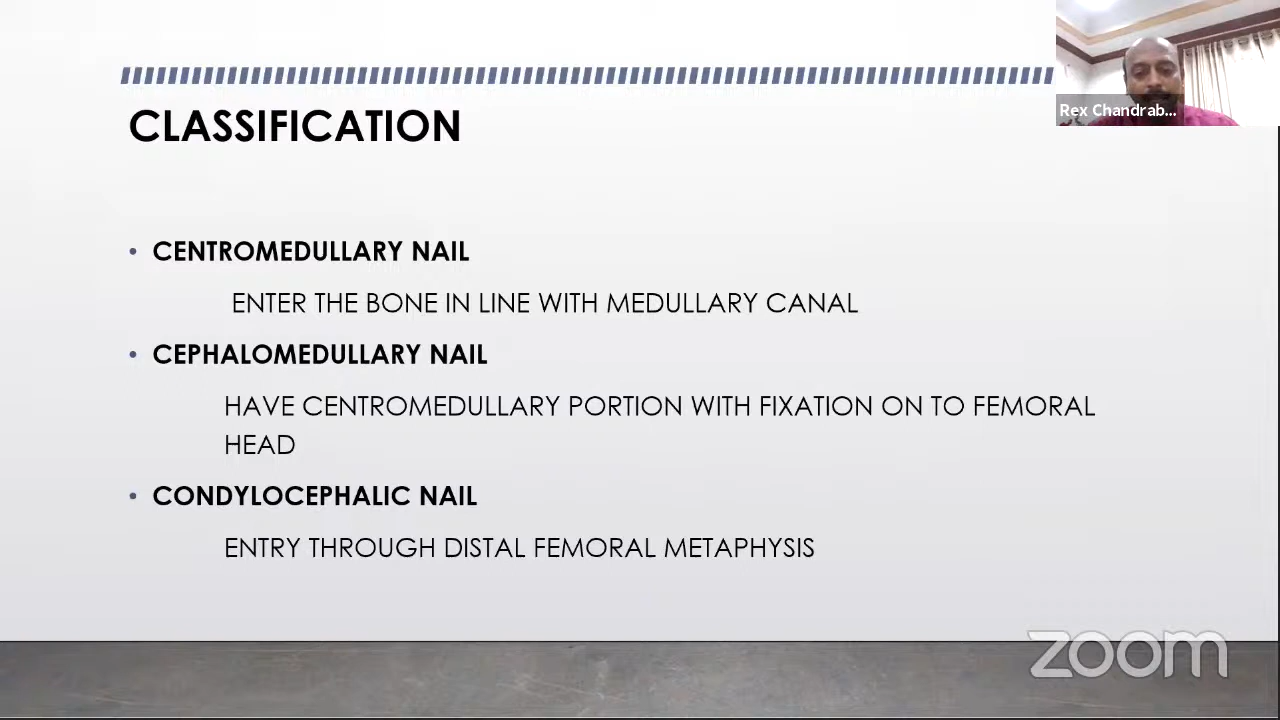 Rex Chandrab...
CLASSIFICATION
• CENTROMEDULLARY NAIL
ENTER THE BONE IN LINE WITH MEDULLARY CANAL
• CEPHALOMEDULLARY NAIL
HAVE CENTROMEDULLARY PORTION WITH FIXATION ON TO FEMORAL
HEAD
• CONDYLOCEPHALIC NAIL
ENTRY THROUGH DISTAL FEMORAL METAPHYSIS
zoom